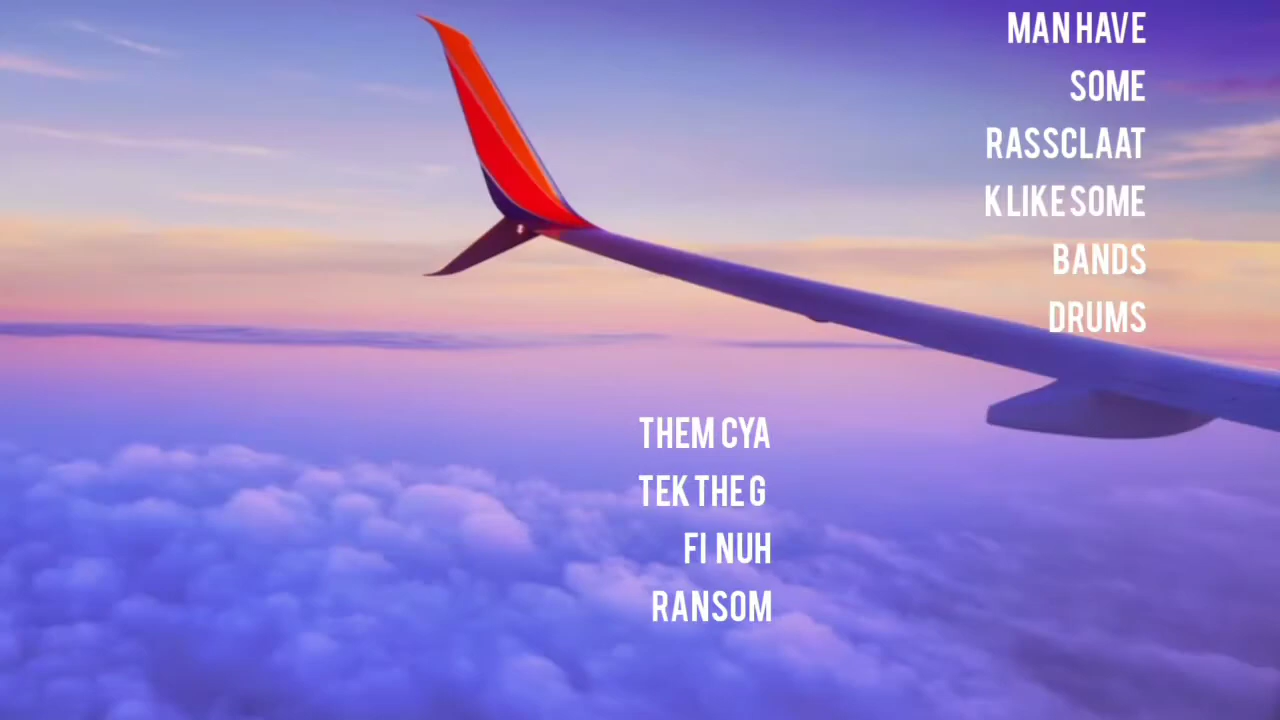 MAN HAVE
SOME
RASSCLAAT
K LIKE SOME
BANDS
DRUMS
THEM CYA
TEK THE G
FI NUH
RANSOM